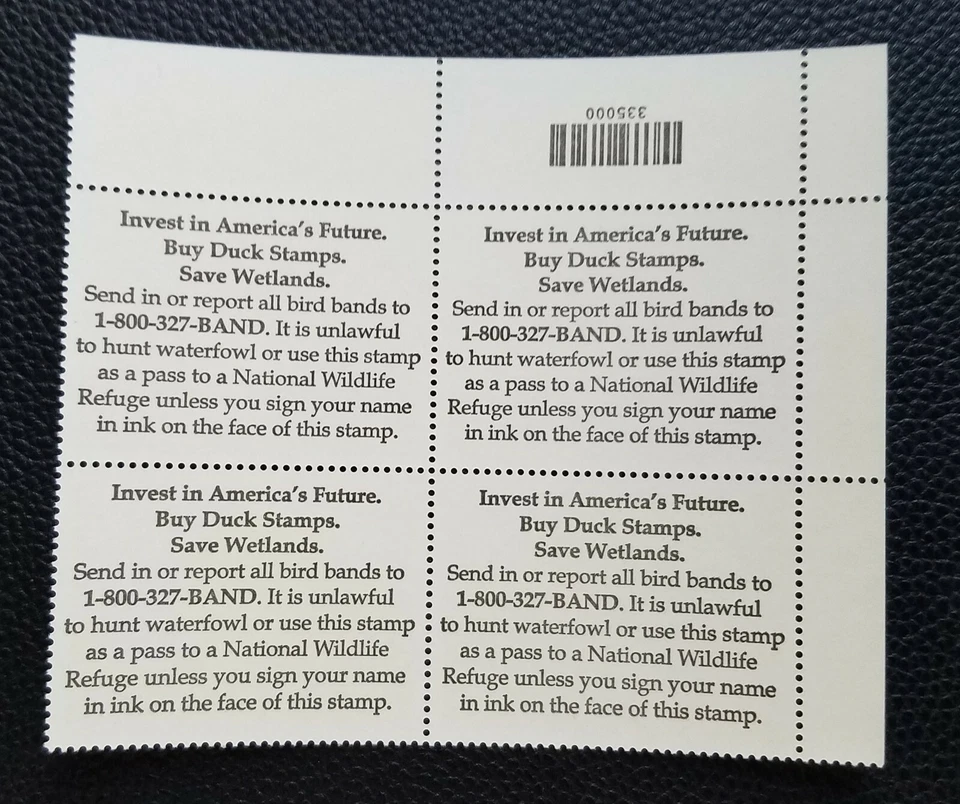 335000
Invest in America's Future.
Buy Duck Stamps.
Save Wetlands.
Send in or report all bird bands to
1-800-327-BAND. It is unlawful
to hunt waterfowl or use this stamp
as a pass to a National Wildlife
Refuge unless you sign your name
in ink on the face of this stamp.
Invest in America's Future.
Buy Duck Stamps.
Save Wetlands.
Send in or report all bird bands to
1-800-327-BAND. It is unlawful
to hunt waterfowl or use this stamp
as a pass to a National Wildlife
Refuge unless you sign your name
in ink on the face of this stamp.
Invest in America's Future.
Buy Duck Stamps.
Save Wetlands.
Send in or report all bird bands to
1-800-327-BAND. It is unlawful
to hunt waterfowl or use this stamp
as a pass to a National Wildlife
Refuge unless you sign your name
in ink on the face of this stamp.
Invest in America's Future.
Buy Duck Stamps.
Save Wetlands.
Send in or report all bird bands to
1-800-327-BAND. It is unlawful
to hunt waterfowl or use this stamp
as a pass to a National Wildlife
Refuge unless you sign your name
in ink on the face of this stamp.